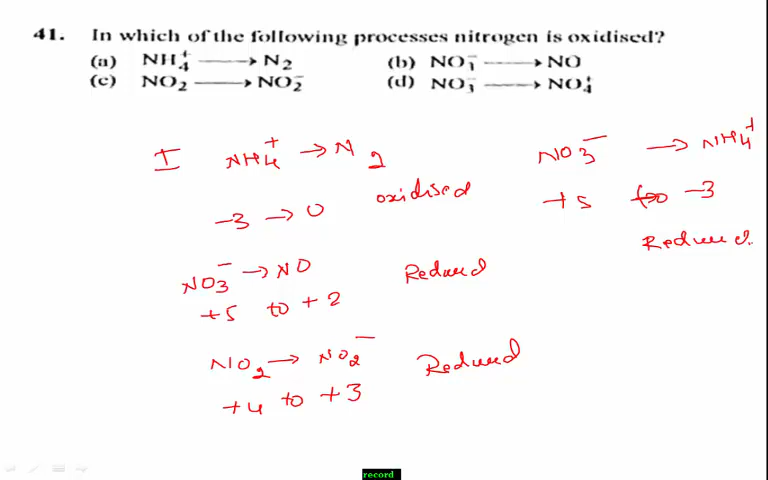 41. In which of the following processes nitrogen is oxidised?
(a) NH₄⁺ ⟶ N₂ (b) NO₃⁻ ⟶ NO
(c) NO₂ ⟶ NO₂⁻ (d) NO₃⁻ ⟶ NO₄⁺
I NH₄⁺ → N₂ NO₃⁻ → NH₄⁺
-3 → 0 oxidised +5 to -3
Reduced
NO₃⁻ → NO Reduced
+5 to +2
NO₂ → NO₂⁻ Reduced
+4 to +3
record